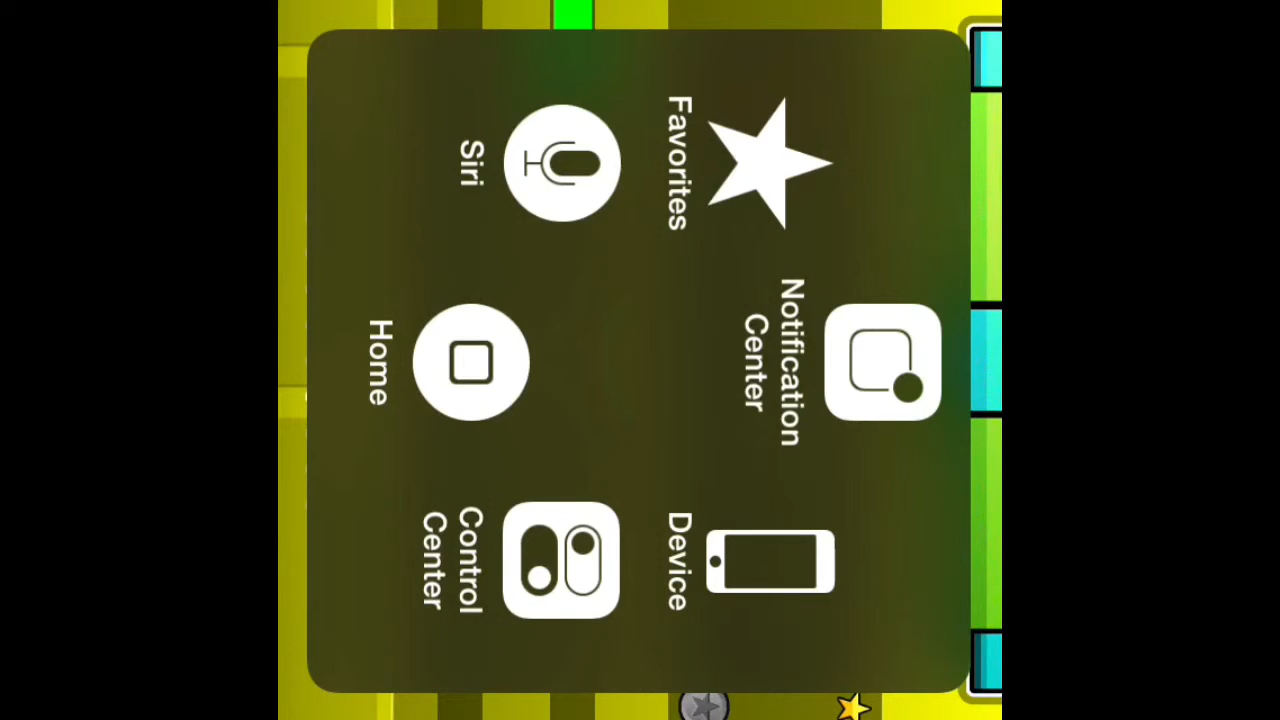 Notification
Center
Favorites
Device
Siri
Control
Center
Home